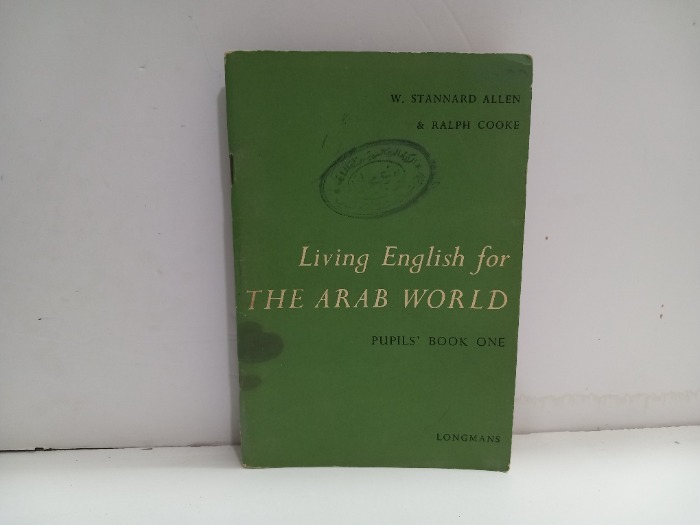 W. STANNARD ALLEN
& RALPH COOKE
Living English for
THE ARAB WORLD
PUPILS' BOOK ONE
LONGMANS